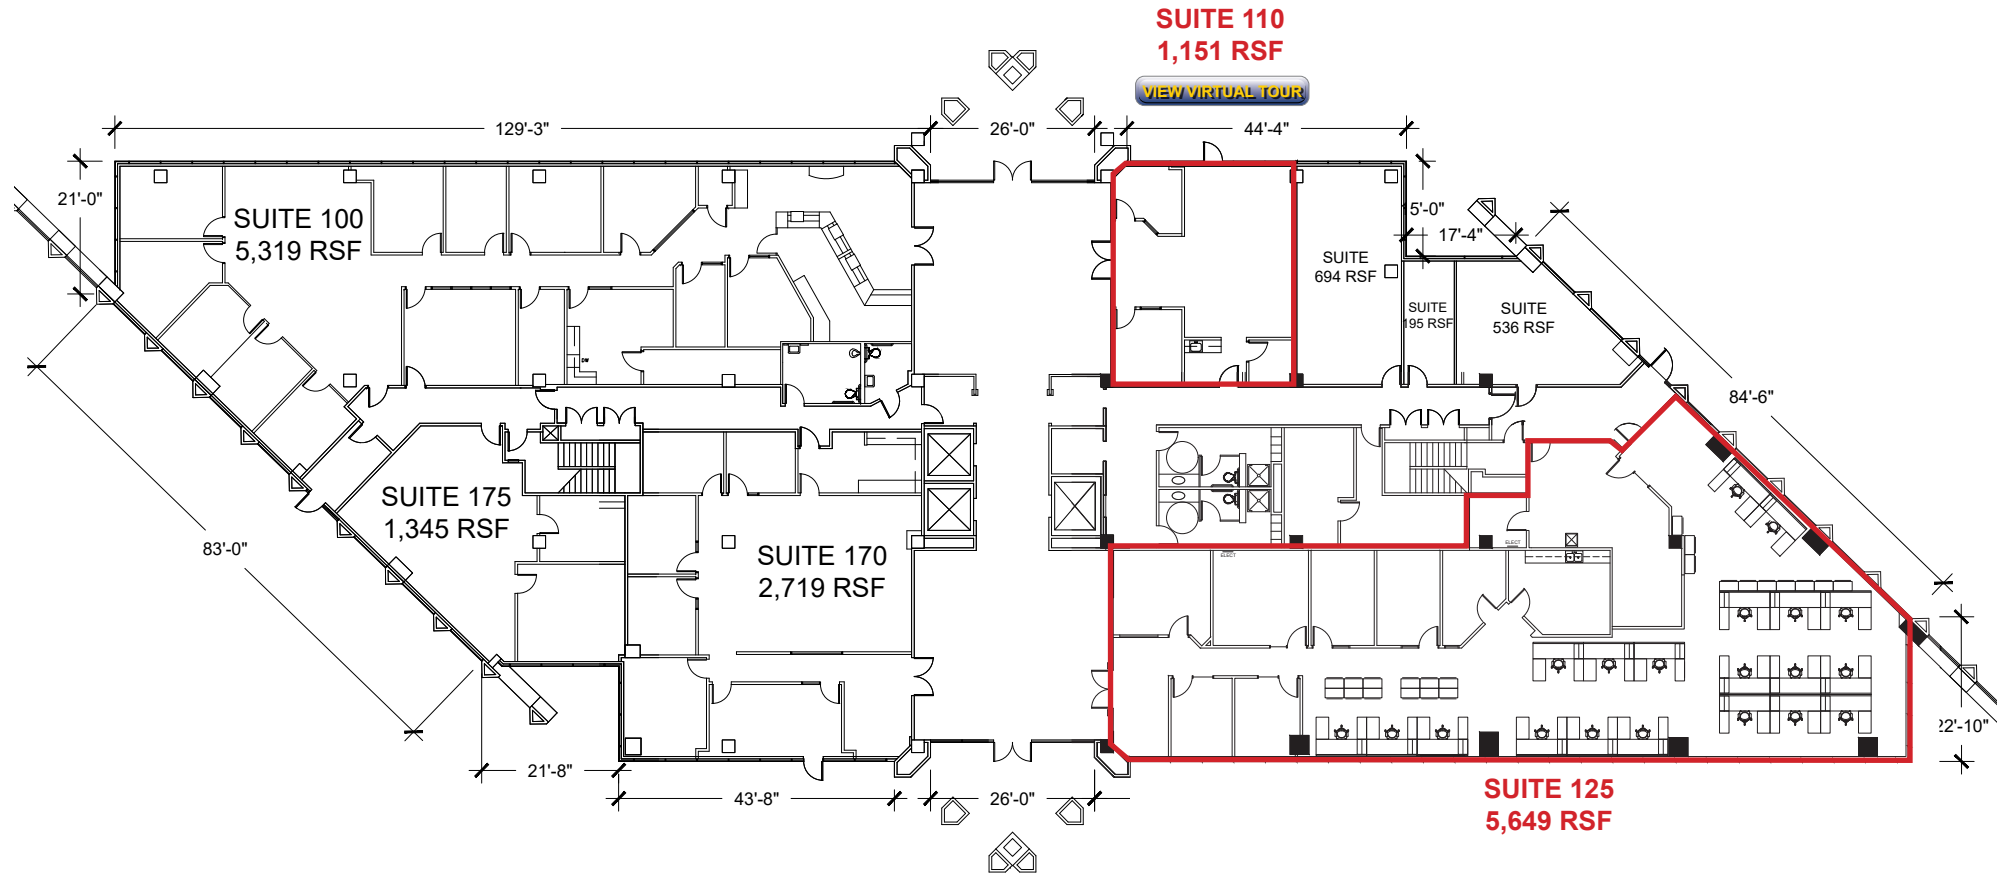 SUITE 110
1,151 RSF
VIEW VIRTUAL TOUR
129'-3"
26'-0"
44'-4"
21'-0"
SUITE 100
5,319 RSF
5'-0"
17'-4"
SUITE
694 RSF
SUITE
195 RSF
SUITE
536 RSF
DW
84'-6"
SUITE 175
1,345 RSF
83'-0"
SUITE 170
2,719 RSF
ELECT
ELECT
22'-10"
21'-8"
43'-8"
26'-0"
SUITE 125
5,649 RSF